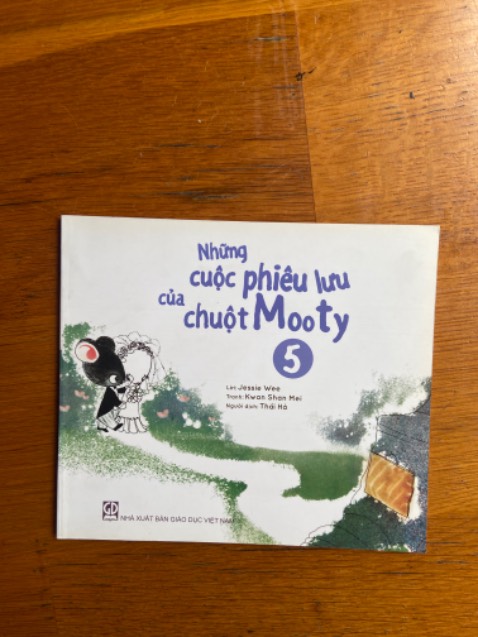 Những
cuộc phiêu lưu
của chuột Mooty
5
Lời: Jessie Wee
Tranh: Kwan Shan Mei
Người dịch: Thái Hà
NHÀ XUẤT BẢN GIÁO DỤC VIỆT NAM